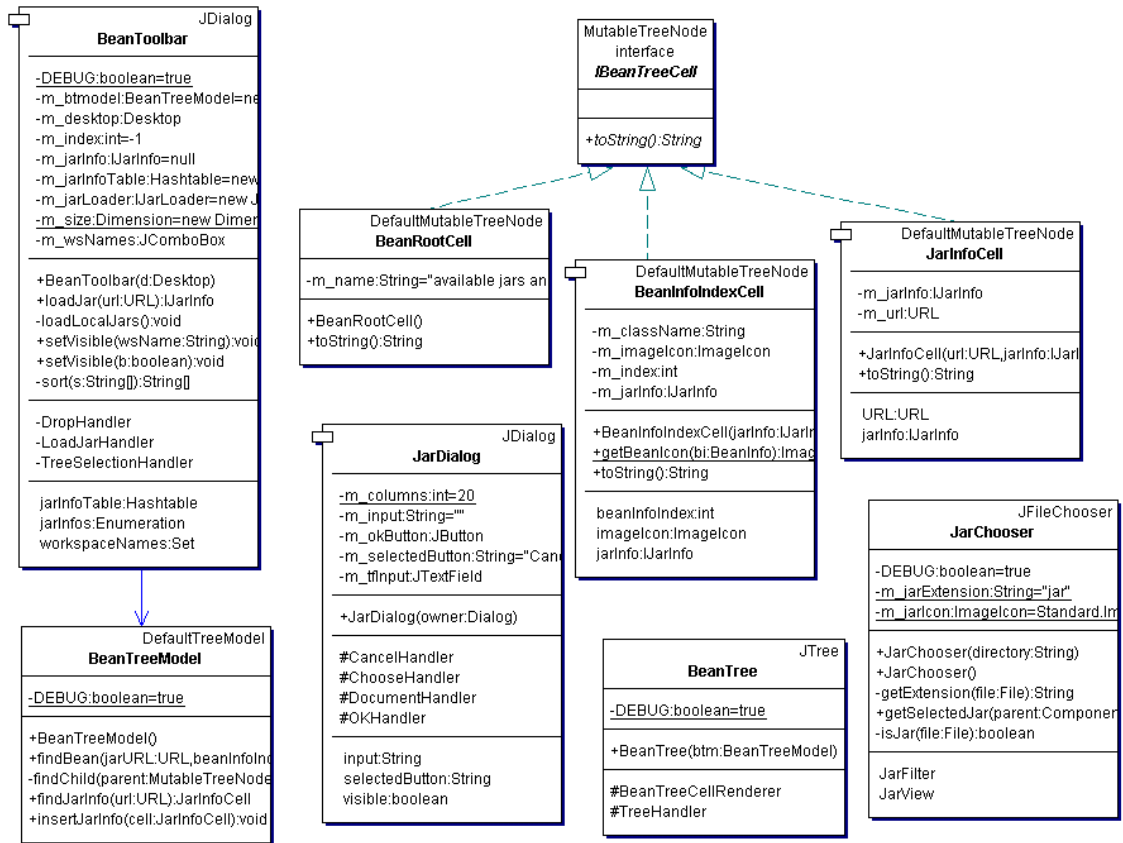 JDialog
BeanToolbar
-DEBUG:boolean=true
-m_btmodel:BeanTreeModel=ne
-m_desktop:Desktop
-m_index:int=-1
-m_jarInfo:IJarInfo=null
-m_jarInfoTable:Hashtable=new
-m_jarLoader:IJarLoader=new J
-m_size:Dimension=new Dimer
-m_wsNames:JComboBox
+BeanToolbar(d:Desktop)
+loadJar(url:URL):IJarInfo
-loadLocalJars():void
+setVisible(wsName:String):voi
+setVisible(b:boolean):void
-sort(s:String[]):String[]
-DropHandler
-LoadJarHandler
-TreeSelectionHandler
jarInfoTable:Hashtable
jarInfos:Enumeration
workspaceNames:Set
DefaultTreeModel
BeanTreeModel
-DEBUG:boolean=true
+BeanTreeModel()
+findBean(jarURL:URL,beanInfoInd
-findChild(parent:MutableTreeNode
+findJarInfo(url:URL):JarInfoCell
+insertJarInfo(cell:JarInfoCell):void
MutableTreeNode
interface
IBeanTreeCell
+toString():String
DefaultMutableTreeNode
BeanRootCell
-m_name:String="available jars an
+BeanRootCell()
+toString():String
DefaultMutableTreeNode
BeanInfoIndexCell
-m_className:String
-m_imageIcon:ImageIcon
-m_index:int
-m_jarInfo:IJarInfo
+BeanInfoIndexCell(jarInfo:IJarIn
+getBeanIcon(bi:BeanInfo):Imag
+toString():String
beanInfoIndex:int
imageIcon:ImageIcon
jarInfo:IJarInfo
DefaultMutableTreeNode
JarInfoCell
-m_jarInfo:IJarInfo
-m_url:URL
+JarInfoCell(url:URL,jarInfo:IJarI
+toString():String
URL:URL
jarInfo:IJarInfo
JDialog
JarDialog
-m_columns:int=20
-m_input:String=""
-m_okButton:JButton
-m_selectedButton:String="Canc
-m_tfInput:JTextField
+JarDialog(owner:Dialog)
#CancelHandler
#ChooseHandler
#DocumentHandler
#OKHandler
input:String
selectedButton:String
visible:boolean
JTree
BeanTree
-DEBUG:boolean=true
+BeanTree(btm:BeanTreeModel)
#BeanTreeCellRenderer
#TreeHandler
JFileChooser
JarChooser
-DEBUG:boolean=true
-m_jarExtension:String="jar"
-m_jarIcon:ImageIcon=Standard.Im
+JarChooser(directory:String)
+JarChooser()
-getExtension(file:File):String
+getSelectedJar(parent:Componen
-isJar(file:File):boolean
JarFilter
JarView